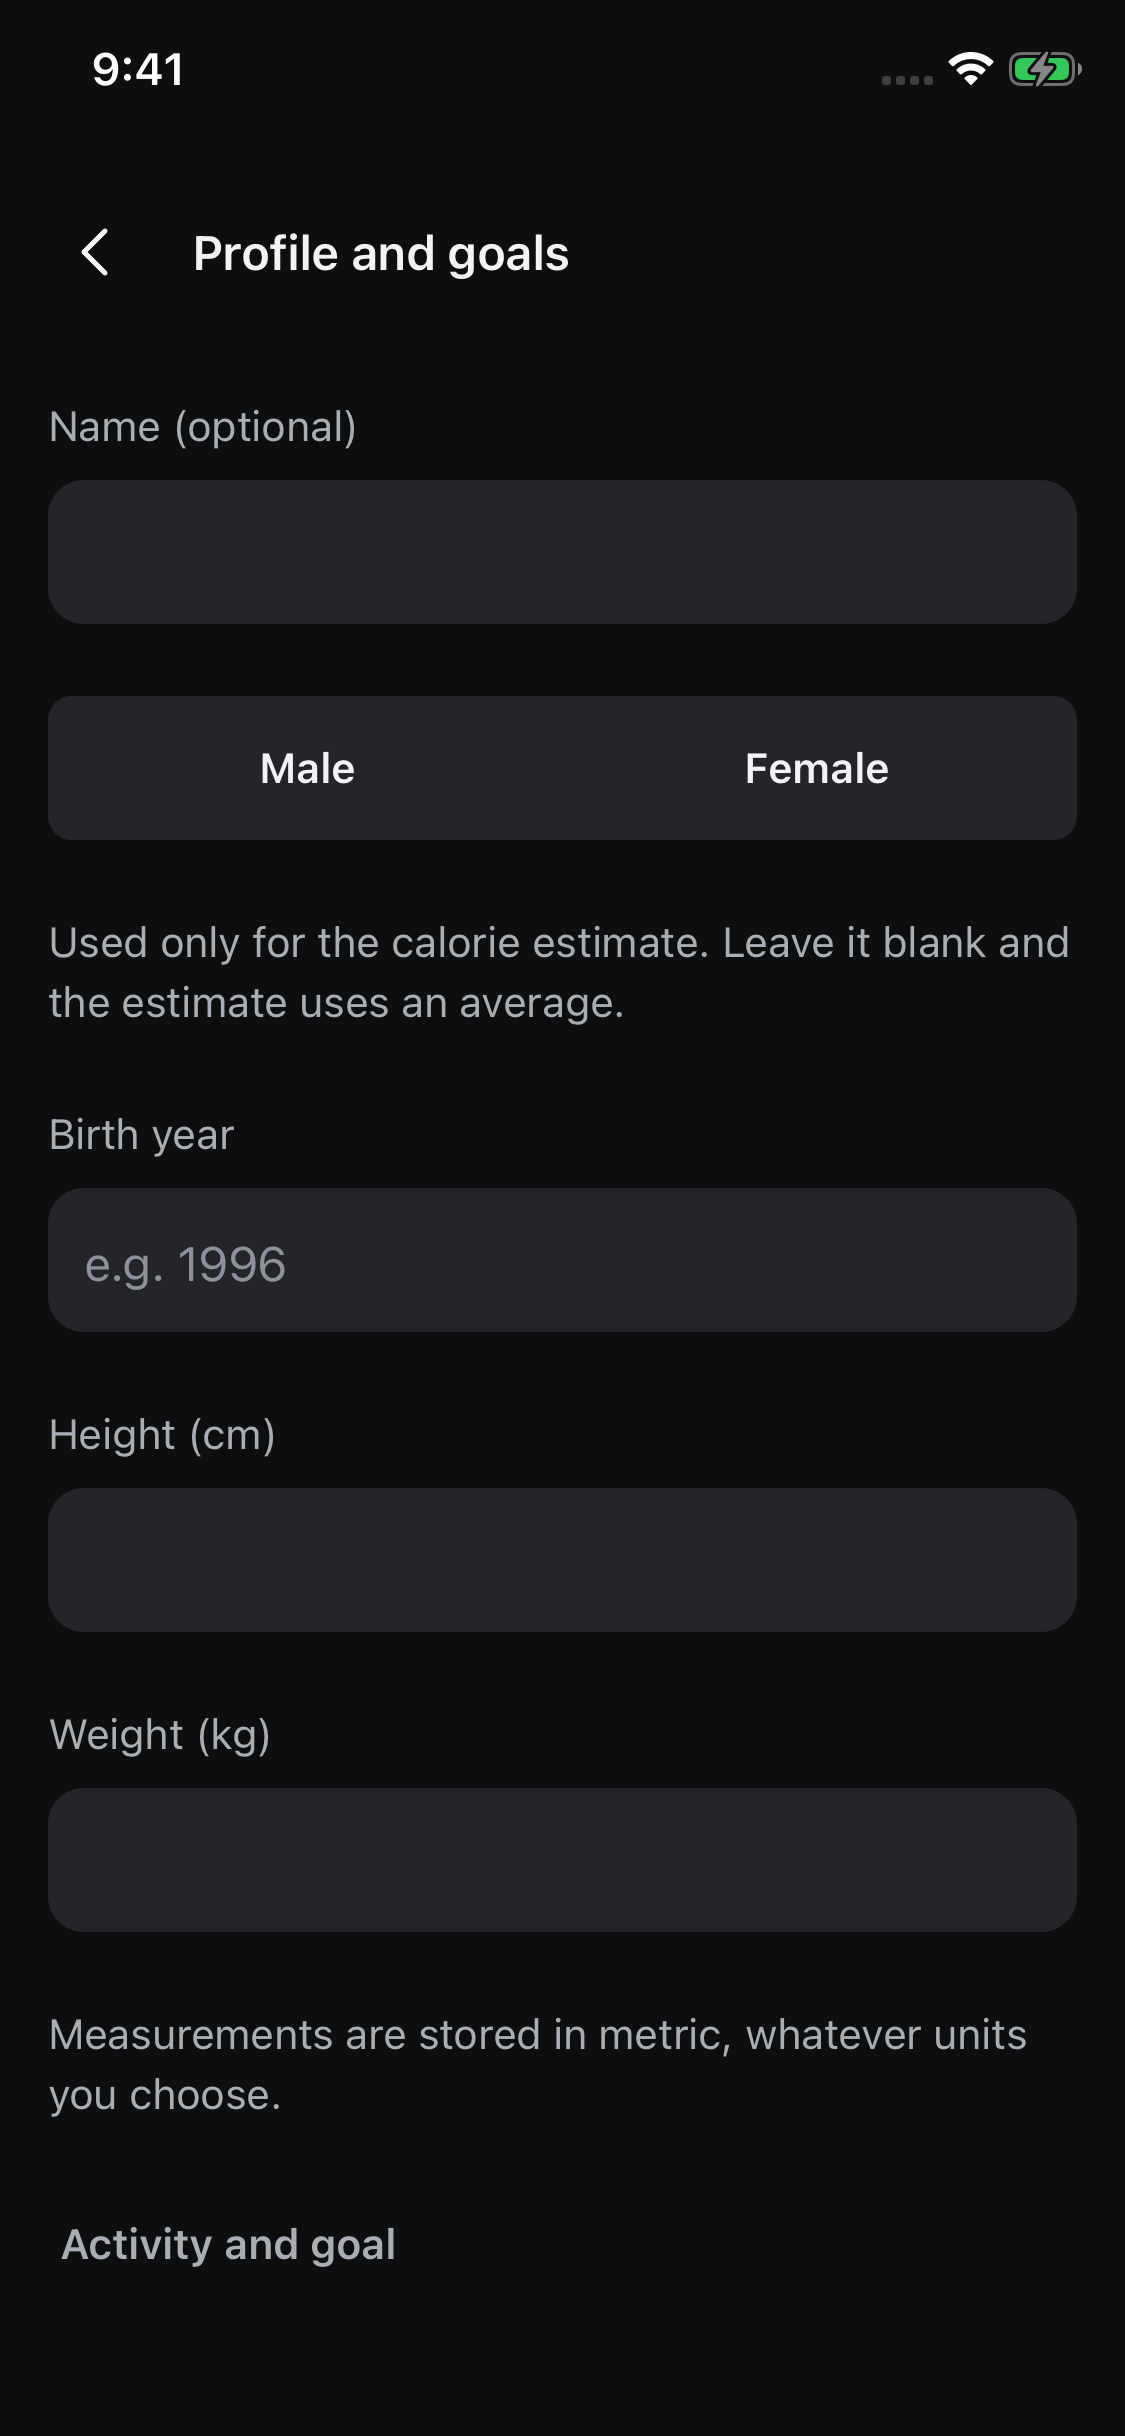 9:41
Profile and goals
Name (optional)
Male
Female
Used only for the calorie estimate. Leave it blank and
the estimate uses an average.
Birth year
e.g. 1996
Height (cm)
Weight (kg)
Measurements are stored in metric, whatever units
you choose.
Activity and goal